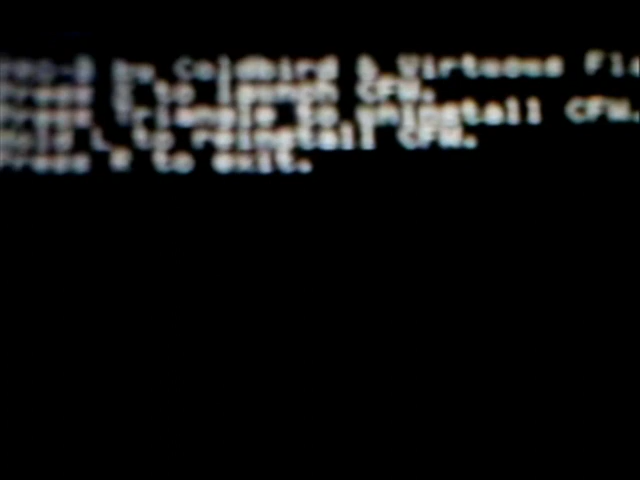 by Coldbird & Virtuous Fl
Press X to launch CFW.
Press Triangle to uninstall CFW.
Hold L to reinstall CFW.
Press R to exit.